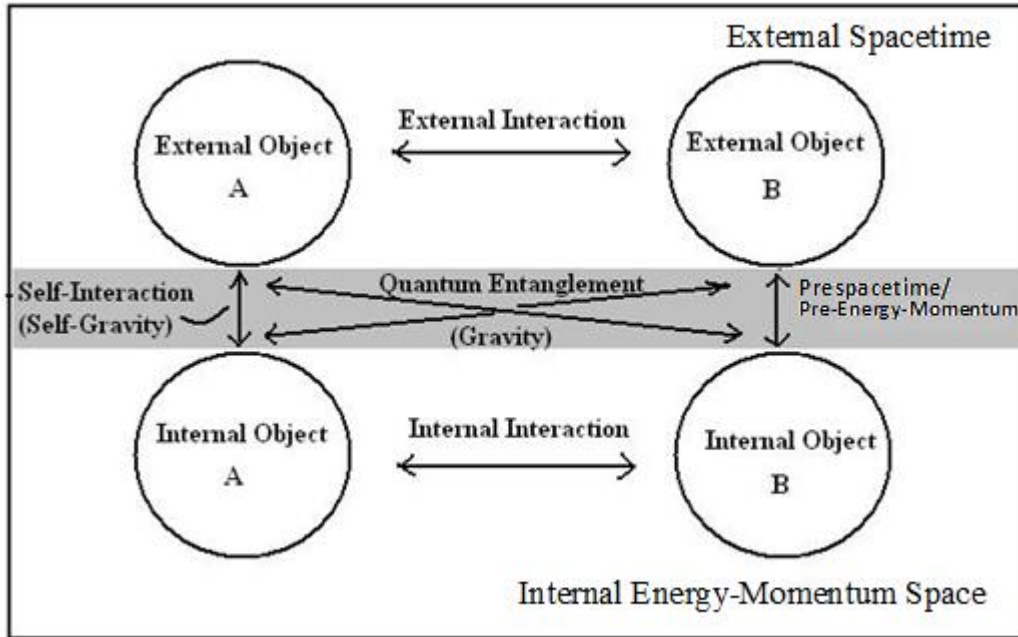 External Spacetime
External Interaction
External Object
A
External Object
B
Self-Interaction
(Self-Gravity)
Quantum Entanglement
(Gravity)
Prespacetime/
Pre-Energy-Momentum
Internal Object
A
Internal Interaction
Internal Object
B
Internal Energy-Momentum Space